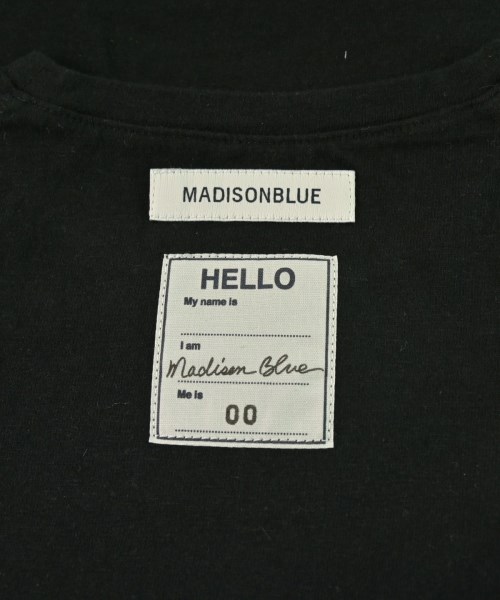 MADISONBLUE
HELLO
My name is
I am
Madison Blue
Me is
00